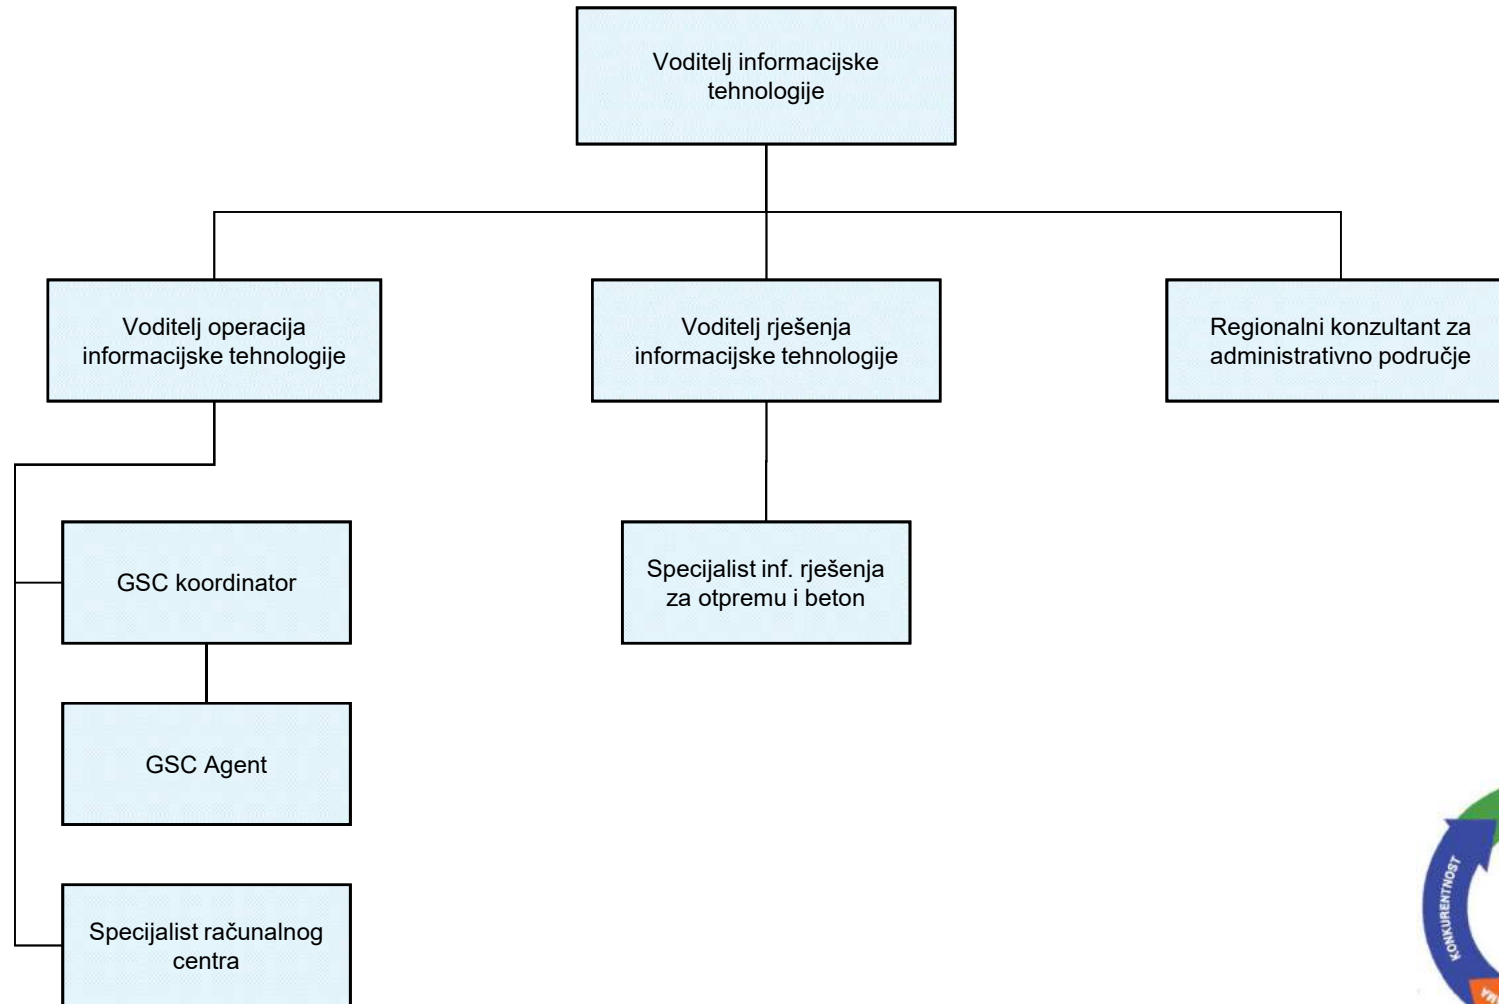 Voditelj informacijske
tehnologije
Voditelj operacija
informacijske tehnologije
Voditelj rješenja
informacijske tehnologije
Regionalni konzultant za
administrativno područje
GSC koordinator
Specijalist inf. rješenja
za otpremu i beton
GSC Agent
Specijalist računalnog
centra
KONKURENTNOST